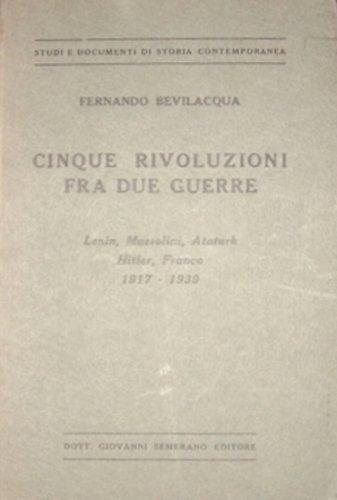 STUDI E DOCUMENTI DI STORIA CONTEMPORANEA
FERNANDO BEVILACQUA
CINQUE RIVOLUZIONI
FRA DUE GUERRE
Lenin, Mussolini, Ataturk
Hitler, Franco
1917 - 1939
DOTT. GIOVANNI SEMERANO EDITORE